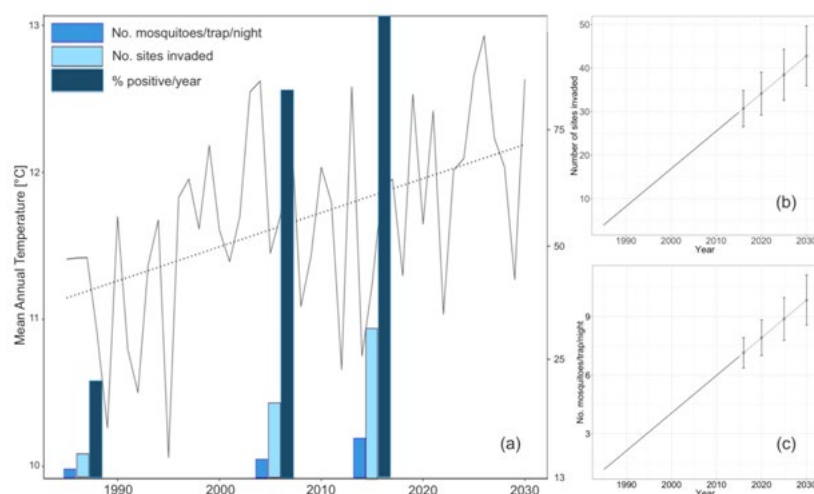 No. mosquitoes/trap/night
No. sites invaded
% positive/year
Mean Annual Temperature [°C]
13
12
11
10
75
50
25
13
1990
2000
2010
2020
2030
(a)
Number of sites invaded
50
40
30
20
10
1990
2000
2010
2020
2030
Year
(b)
No. mosquitoes/trap/night
9
6
3
1990
2000
2010
2020
2030
Year
(c)